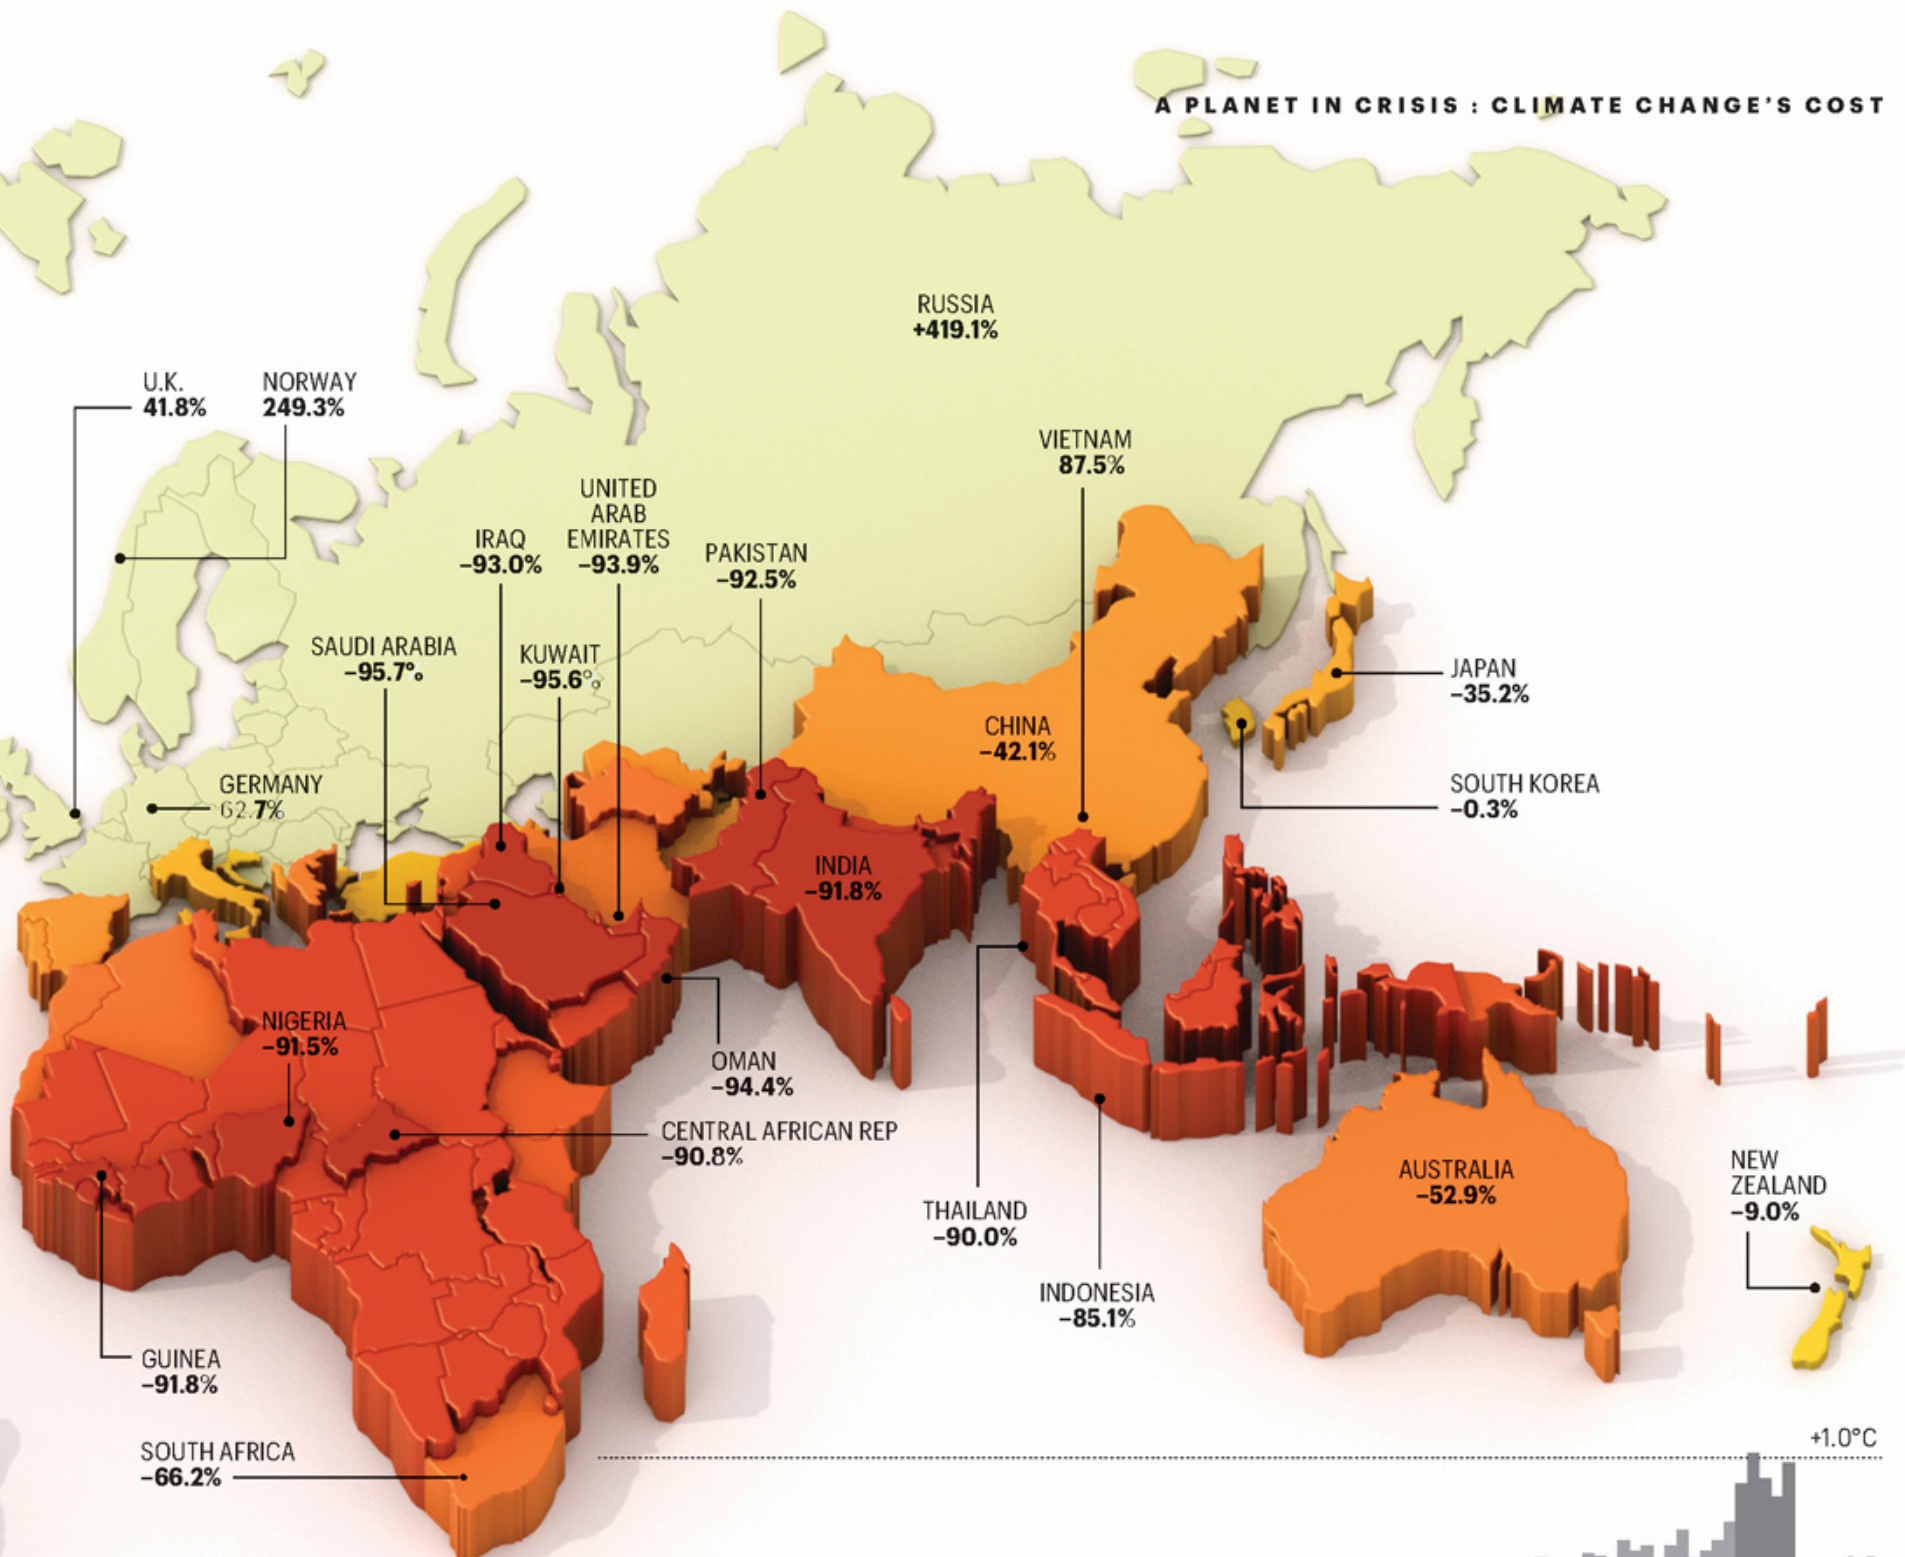 A PLANET IN CRISIS : CLIMATE CHANGE'S COST
RUSSIA
+419.1%
U.K.
41.8%
NORWAY
249.3%
VIETNAM
87.5%
UNITED
ARAB
EMIRATES
–93.9%
IRAQ
–93.0%
PAKISTAN
–92.5%
SAUDI ARABIA
–95.7%
KUWAIT
–95.6%
JAPAN
–35.2%
CHINA
–42.1%
GERMANY
62.7%
SOUTH KOREA
–0.3%
INDIA
–91.8%
NIGERIA
–91.5%
OMAN
–94.4%
CENTRAL AFRICAN REP
–90.8%
THAILAND
–90.0%
AUSTRALIA
–52.9%
NEW
ZEALAND
–9.0%
INDONESIA
–85.1%
GUINEA
–91.8%
SOUTH AFRICA
–66.2%
+1.0°C